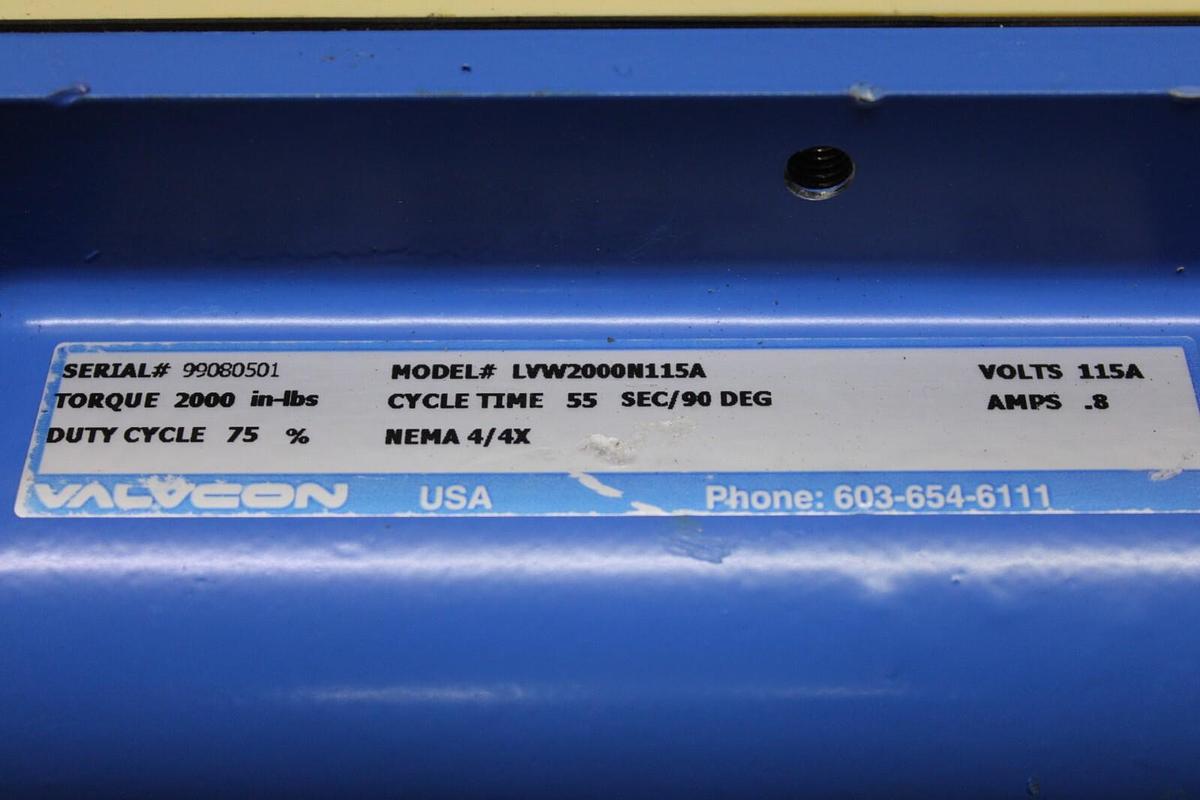 SERIAL# 99080501 MODEL# LVW2000N115A VOLTS 115A
TORQUE 2000 in-lbs CYCLE TIME 55 SEC/90 DEG AMPS .8
DUTY CYCLE 75 % NEMA 4/4X
VALVCON USA Phone: 603-654-6111